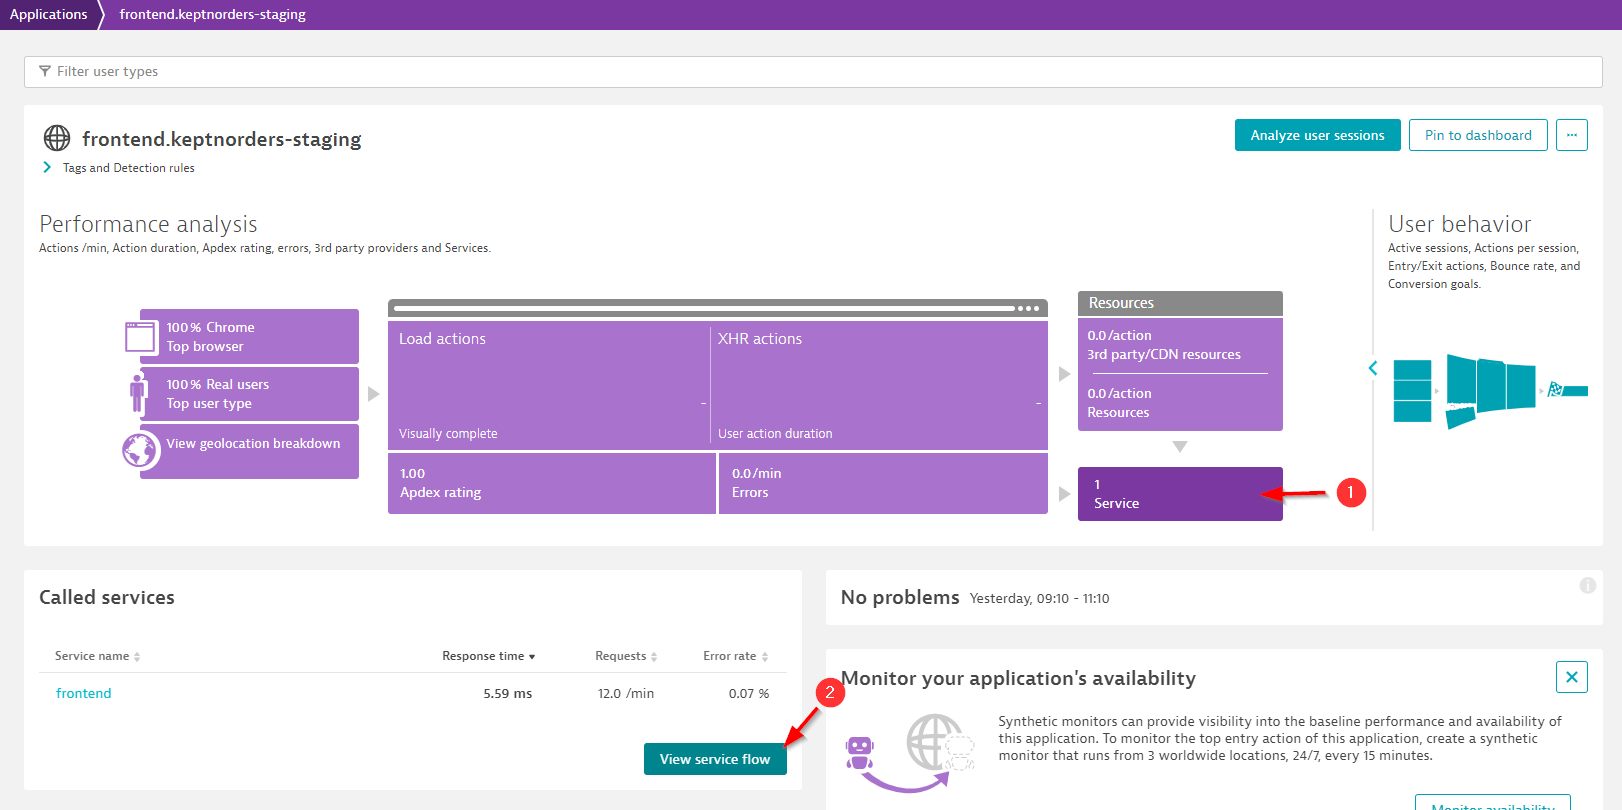 Applications
frontend.keptnorders-staging
Filter user types
frontend.keptnorders-staging
Analyze user sessions
Pin to dashboard
...
Tags and Detection rules
Performance analysis
Actions /min, Action duration, Apdex rating, errors, 3rd party providers and Services.
User behavior
Active sessions, Actions per session,
Entry/Exit actions, Bounce rate, and
Conversion goals.
100% Chrome
Top browser
100% Real users
Top user type
View geolocation breakdown
Load actions
-
Visually complete
XHR actions
-
User action duration
1.00
Apdex rating
0.0 /min
Errors
Resources
0.0 /action
3rd party/CDN resources
0.0 /action
Resources
1
Service
1
Called services
Service name
Response time
Requests
Error rate
frontend
5.59 ms
12.0 /min
0.07 %
2
View service flow
No problems
Yesterday, 09:10 - 11:10
Monitor your application's availability
Synthetic monitors can provide visibility into the baseline performance and availability of
this application. To monitor the top entry action of this application, create a synthetic
monitor that runs from 3 worldwide locations, 24/7, every 15 minutes.
Monitor availability